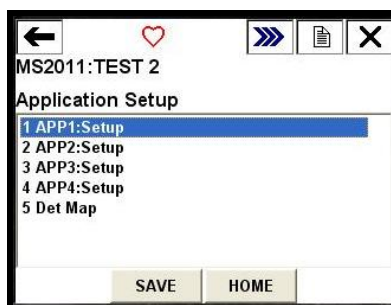 MS2011:TEST 2
Application Setup
1 APP1:Setup
2 APP2:Setup
3 APP3:Setup
4 APP4:Setup
5 Det Map
SAVE HOME